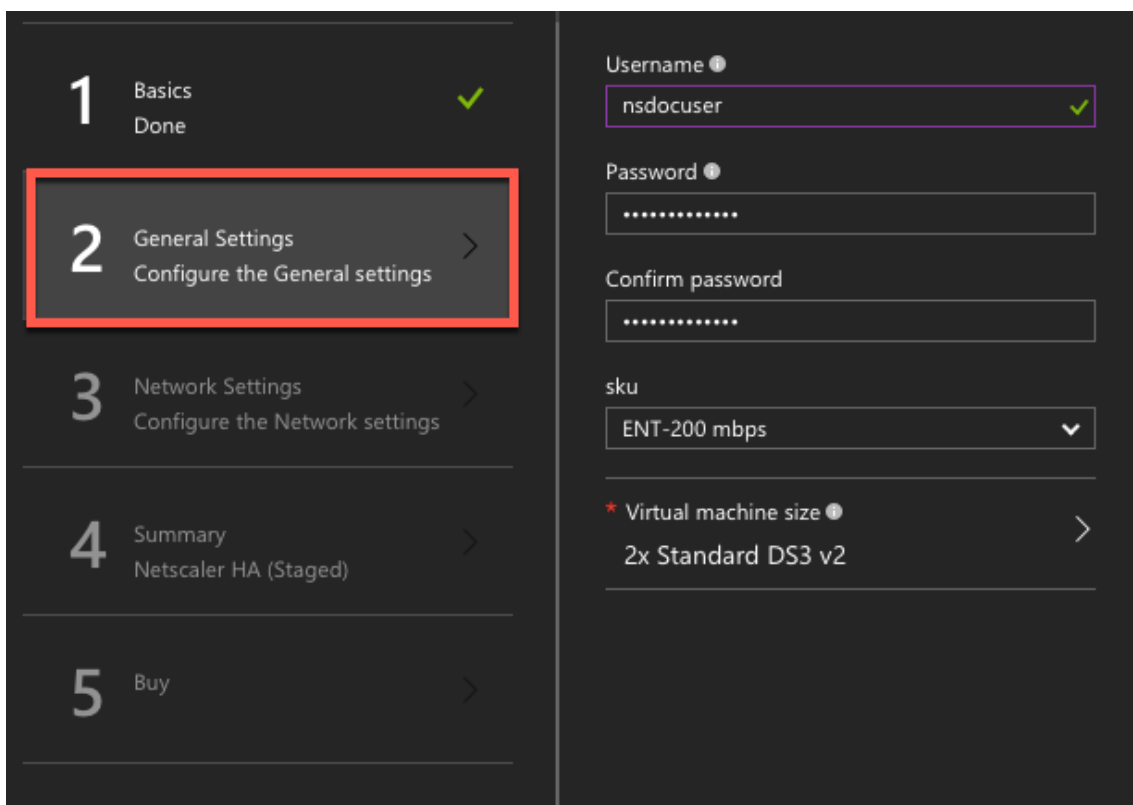 1
Basics
Done
2
General Settings
Configure the General settings
3
Network Settings
Configure the Network settings
4
Summary
Netscaler HA (Staged)
5
Buy
Username
nsdocuser
Password
•••••••••••••
Confirm password
•••••••••••••
sku
ENT-200 mbps
* Virtual machine size
2x Standard DS3 v2